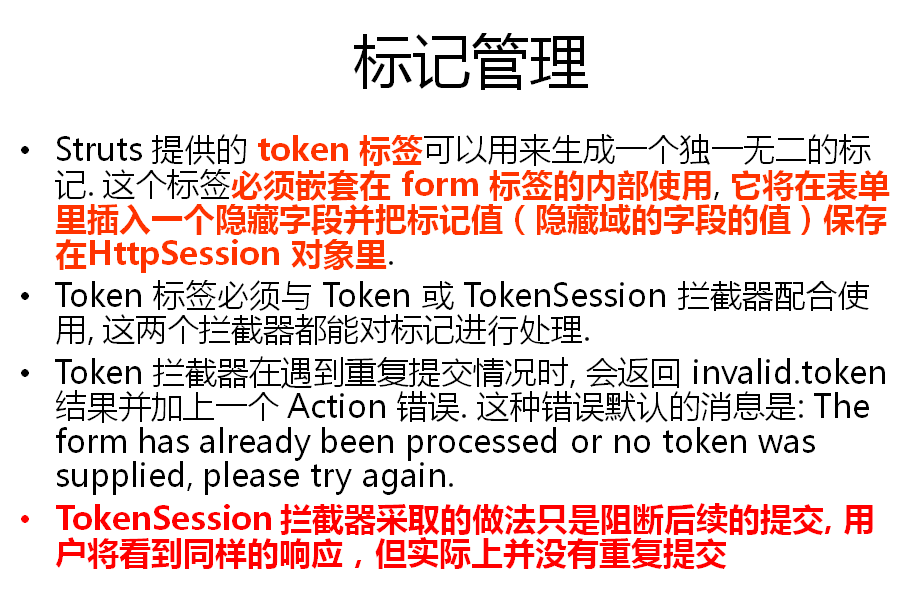 标记管理
• Struts 提供的 token 标签可以用来生成一个独一无二的标
记. 这个标签必须嵌套在 form 标签的内部使用, 它将在表单
里插入一个隐藏字段并把标记值（隐藏域的字段的值）保存
在HttpSession 对象里.
• Token 标签必须与 Token 或 TokenSession 拦截器配合使
用, 这两个拦截器都能对标记进行处理.
• Token 拦截器在遇到重复提交情况时, 会返回 invalid.token
结果并加上一个 Action 错误. 这种错误默认的消息是: The
form has already been processed or no token was
supplied, please try again.
• TokenSession 拦截器采取的做法只是阻断后续的提交, 用
户将看到同样的响应，但实际上并没有重复提交